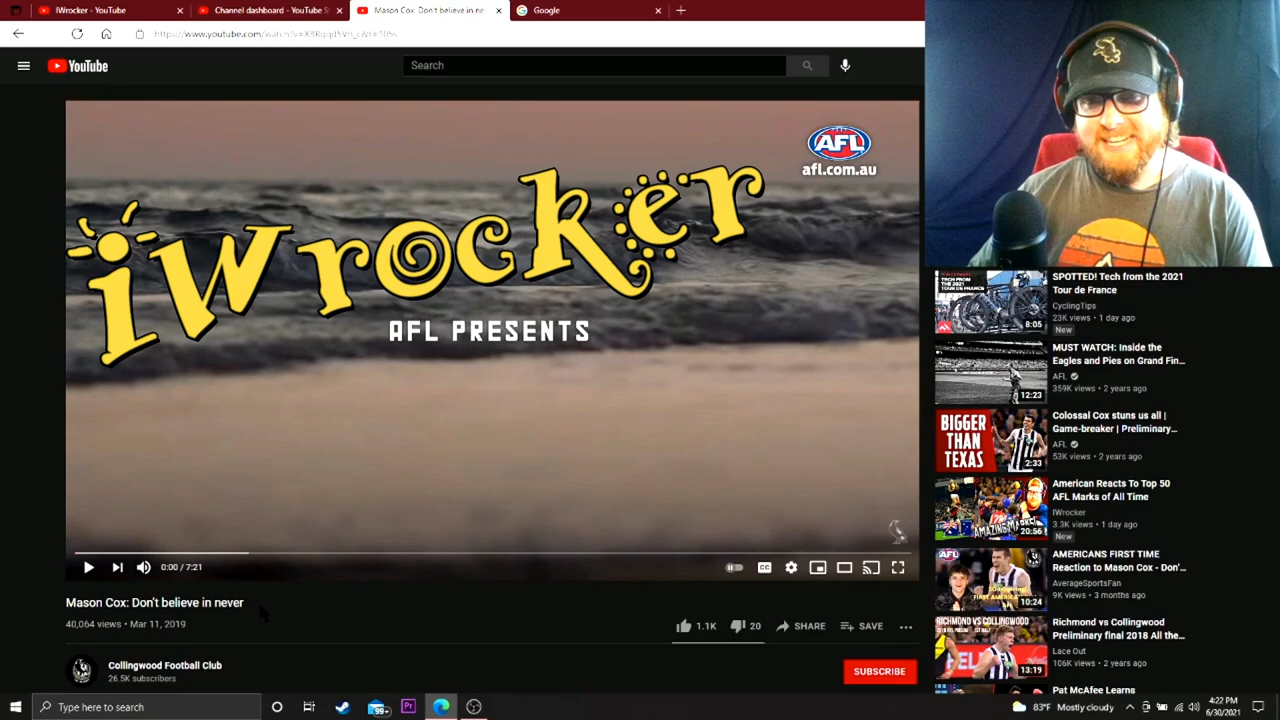 IWrocker - YouTube
Channel dashboard - YouTube S
Mason Cox: Don't believe in ne
Google
YouTube
Search
AFL
afl.com.au
iWrocker
AFL PRESENTS
0:00 / 7:21
CC
Mason Cox: Don't believe in never
40,064 views • Mar 11, 2019
1.1K
20
SHARE
SAVE
Collingwood Football Club
26.5K subscribers
SUBSCRIBE
8:05
SPOTTED! Tech from the 2021
Tour de France
CyclingTips
23K views • 1 day ago
New
12:23
MUST WATCH: Inside the
Eagles and Pies on Grand Fin...
AFL
359K views • 2 years ago
BIGGER
THAN
TEXAS
2:33
Colossal Cox stuns us all |
Game-breaker | Preliminary...
AFL
53K views • 2 years ago
20:56
American Reacts To Top 50
AFL Marks of All Time
IWrocker
3.3K views • 1 day ago
New
AFL
FIRST
10:24
AMERICANS FIRST TIME
Reaction to Mason Cox - Don'...
AverageSportsFan
9K views • 3 months ago
RICHMOND VS COLLINGWOOD
13:19
Richmond vs Collingwood
Preliminary final 2018 All the...
Lace Out
106K views • 2 years ago
Pat McAfee Learns
Type here to search
99+
Pr
83°F Mostly cloudy
4:22 PM
6/30/2021